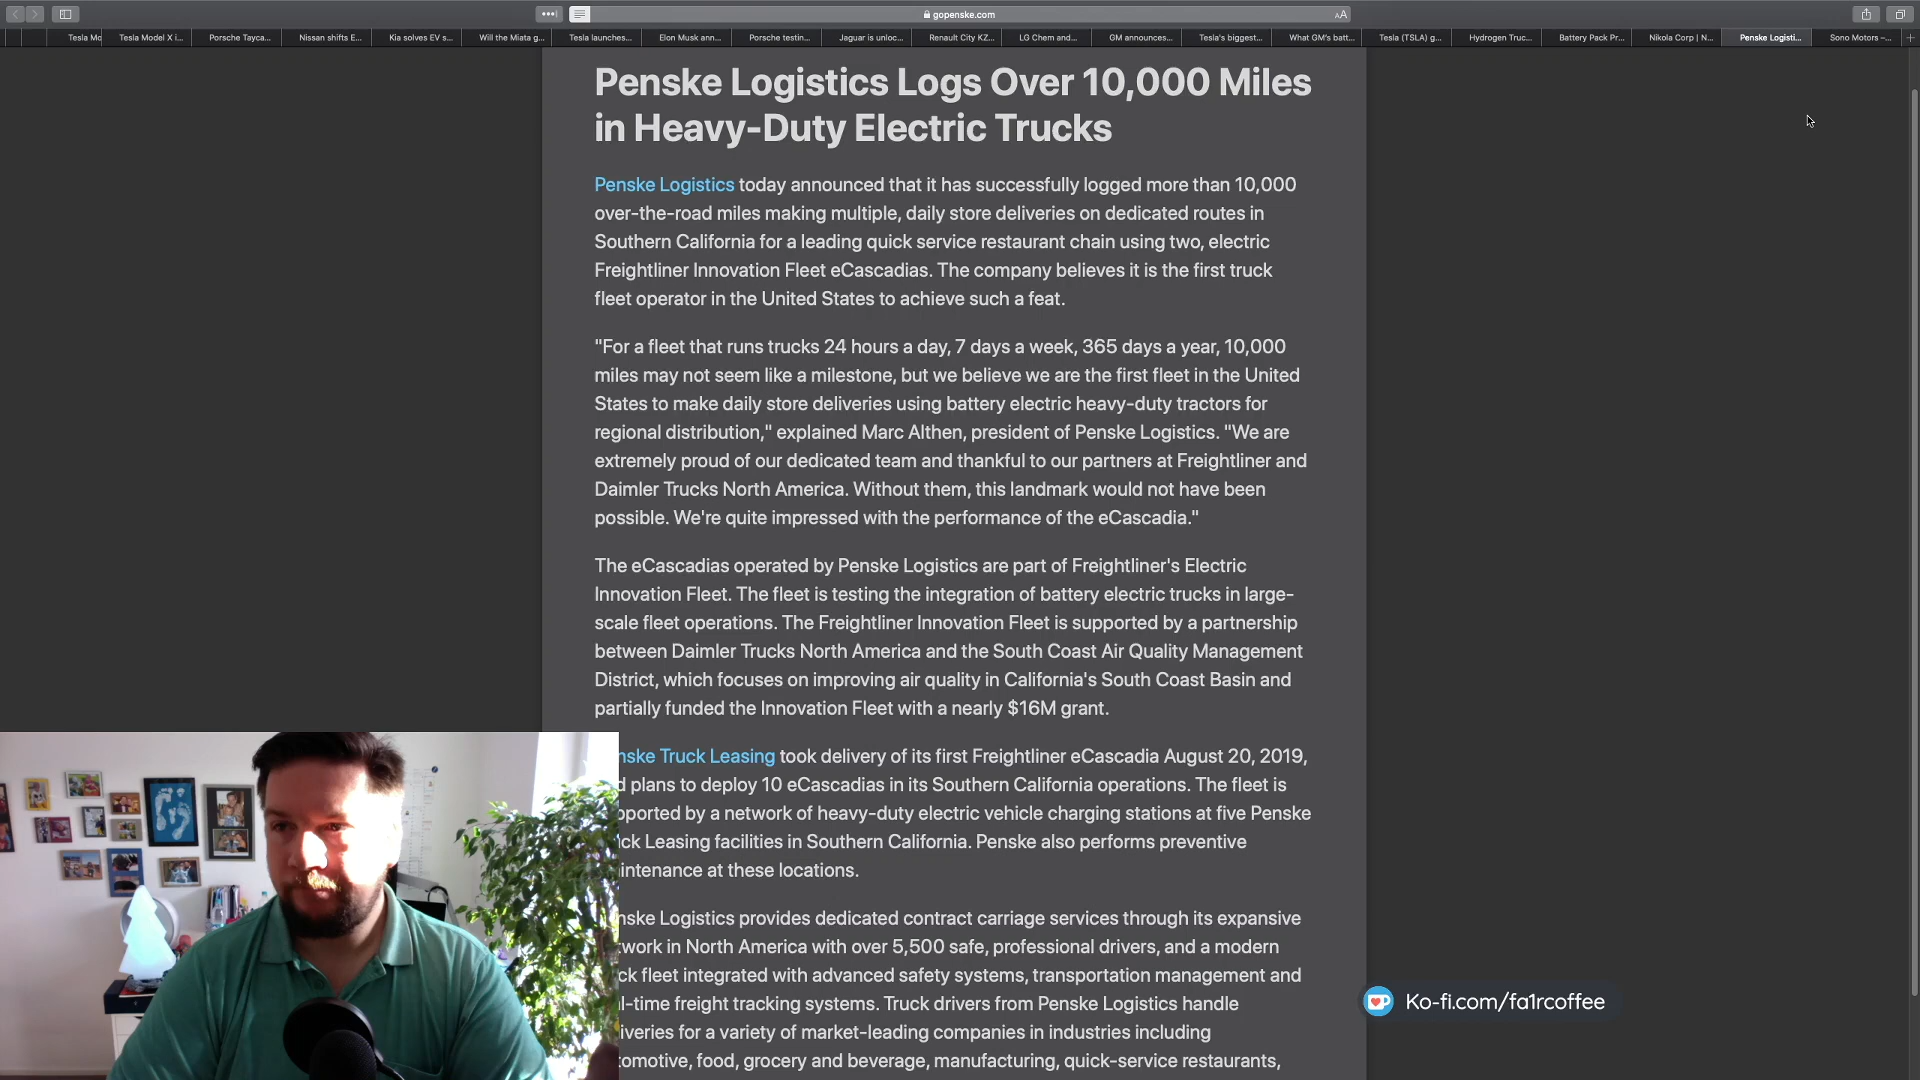 gopenske.com
AA
Tesla Mo
Tesla Model X i...
Porsche Tayca...
Nissan shifts E...
Kia solves EV s...
Will the Miata g...
Tesla launches...
Elon Musk ann...
Porsche testin...
Jaguar is unloc...
Renault City KZ...
LG Chem and...
GM announces...
Tesla's biggest...
What GM's batt...
Tesla (TSLA) g...
Hydrogen Truc...
Battery Pack Pr...
Nikola Corp | N...
Penske Logisti...
Sono Motors –...
Penske Logistics Logs Over 10,000 Miles
in Heavy-Duty Electric Trucks
Penske Logistics today announced that it has successfully logged more than 10,000
over-the-road miles making multiple, daily store deliveries on dedicated routes in
Southern California for a leading quick service restaurant chain using two, electric
Freightliner Innovation Fleet eCascadias. The company believes it is the first truck
fleet operator in the United States to achieve such a feat.
"For a fleet that runs trucks 24 hours a day, 7 days a week, 365 days a year, 10,000
miles may not seem like a milestone, but we believe we are the first fleet in the United
States to make daily store deliveries using battery electric heavy-duty tractors for
regional distribution," explained Marc Althen, president of Penske Logistics. "We are
extremely proud of our dedicated team and thankful to our partners at Freightliner and
Daimler Trucks North America. Without them, this landmark would not have been
possible. We're quite impressed with the performance of the eCascadia."
The eCascadias operated by Penske Logistics are part of Freightliner's Electric
Innovation Fleet. The fleet is testing the integration of battery electric trucks in large-
scale fleet operations. The Freightliner Innovation Fleet is supported by a partnership
between Daimler Trucks North America and the South Coast Air Quality Management
District, which focuses on improving air quality in California's South Coast Basin and
partially funded the Innovation Fleet with a nearly $16M grant.
nske Truck Leasing took delivery of its first Freightliner eCascadia August 20, 2019,
d plans to deploy 10 eCascadias in its Southern California operations. The fleet is
pported by a network of heavy-duty electric vehicle charging stations at five Penske
ck Leasing facilities in Southern California. Penske also performs preventive
intenance at these locations.
nske Logistics provides dedicated contract carriage services through its expansive
twork in North America with over 5,500 safe, professional drivers, and a modern
ck fleet integrated with advanced safety systems, transportation management and
l-time freight tracking systems. Truck drivers from Penske Logistics handle
iveries for a variety of market-leading companies in industries including
tomotive, food, grocery and beverage, manufacturing, quick-service restaurants,
Ko-fi.com/fa1rcoffee